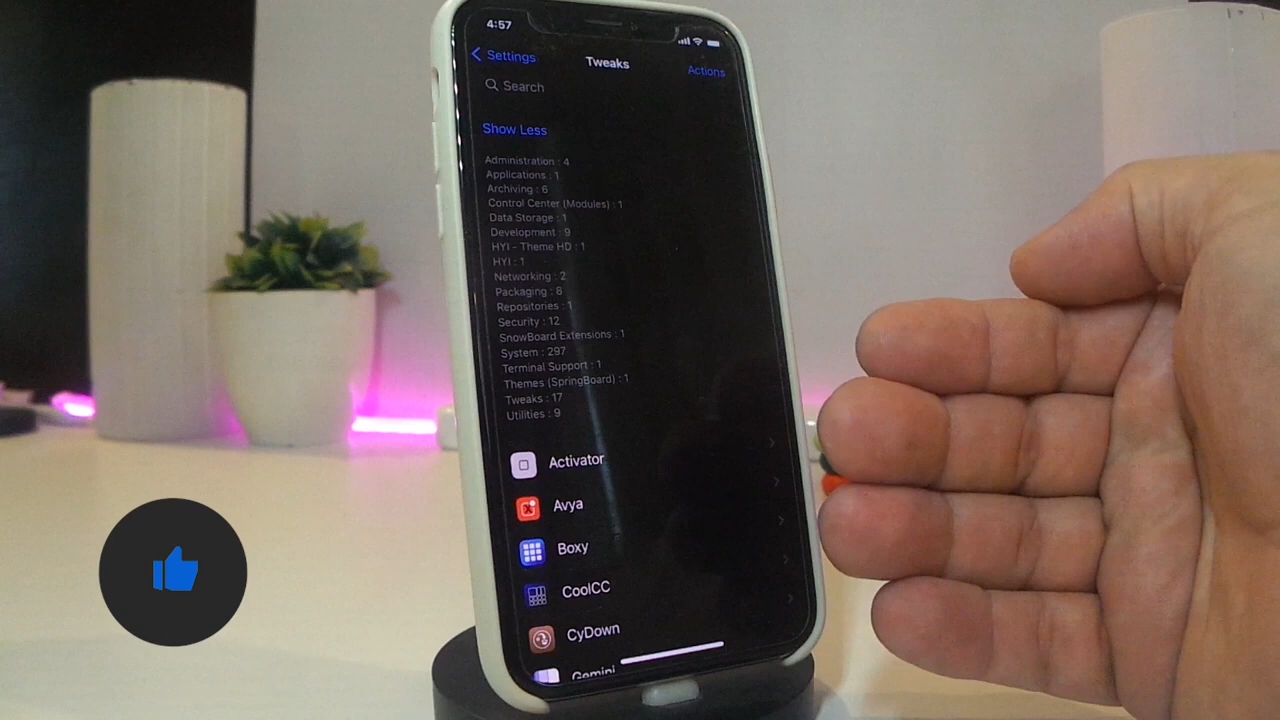 4:57
Settings
Tweaks
Actions
Search
Show Less
Administration : 4
Applications : 1
Archiving : 6
Control Center (Modules) : 1
Data Storage : 1
Development : 9
HYI - Theme HD : 1
HYI : 1
Networking : 2
Packaging : 8
Repositories : 1
Security : 12
SnowBoard Extensions : 1
System : 297
Terminal Support : 1
Themes (SpringBoard) : 1
Tweaks : 17
Utilities : 9
Activator
Avya
Boxy
CoolCC
CyDown
Gemini